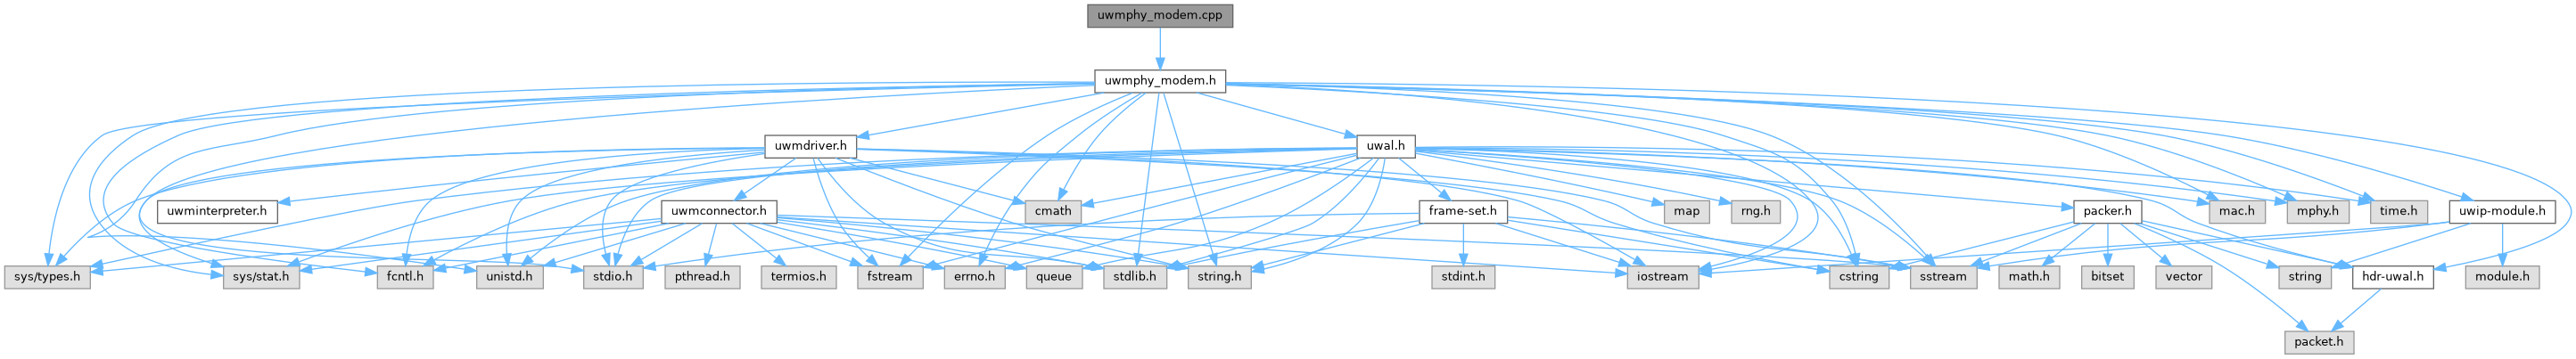 uwmphy_modem.cpp
uwmphy_modem.h
uwmdriver.h
uwal.h
uwminterpreter.h
uwmconnector.h
cmath
frame-set.h
map
rng.h
packer.h
mac.h
mphy.h
time.h
uwip-module.h
sys/types.h
sys/stat.h
fcntl.h
unistd.h
stdio.h
pthread.h
termios.h
fstream
errno.h
queue
stdlib.h
string.h
stdint.h
iostream
cstring
sstream
math.h
bitset
vector
string
hdr-uwal.h
module.h
packet.h